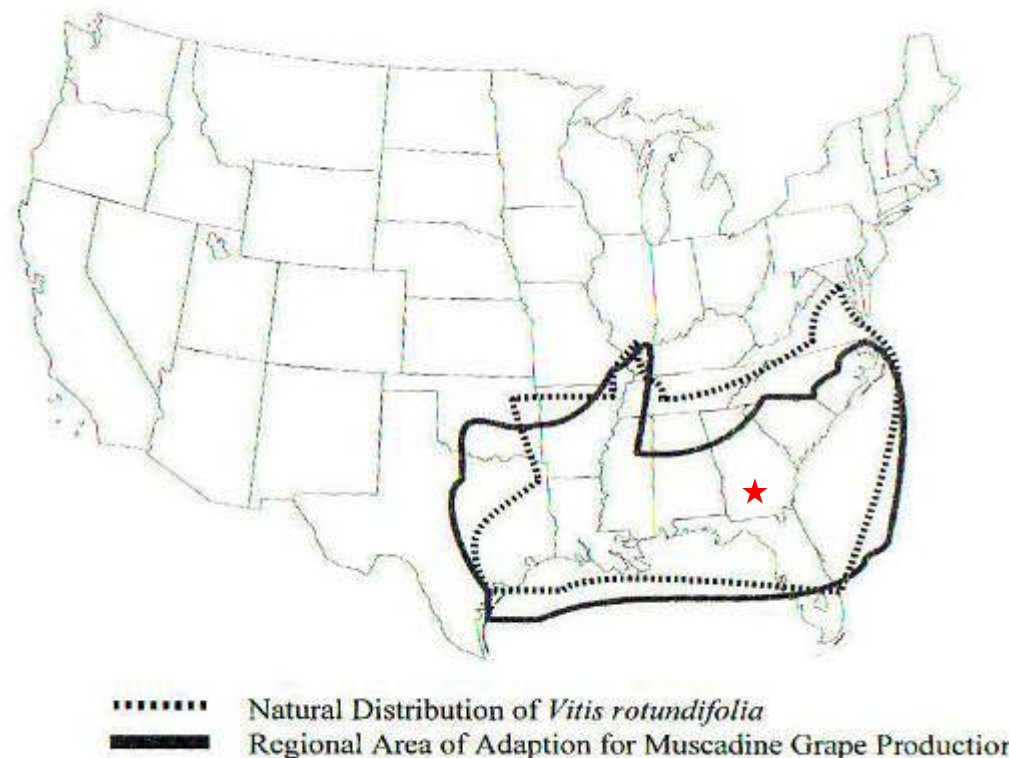 Natural Distribution of Vitis rotundifolia
Regional Area of Adaption for Muscadine Grape Production